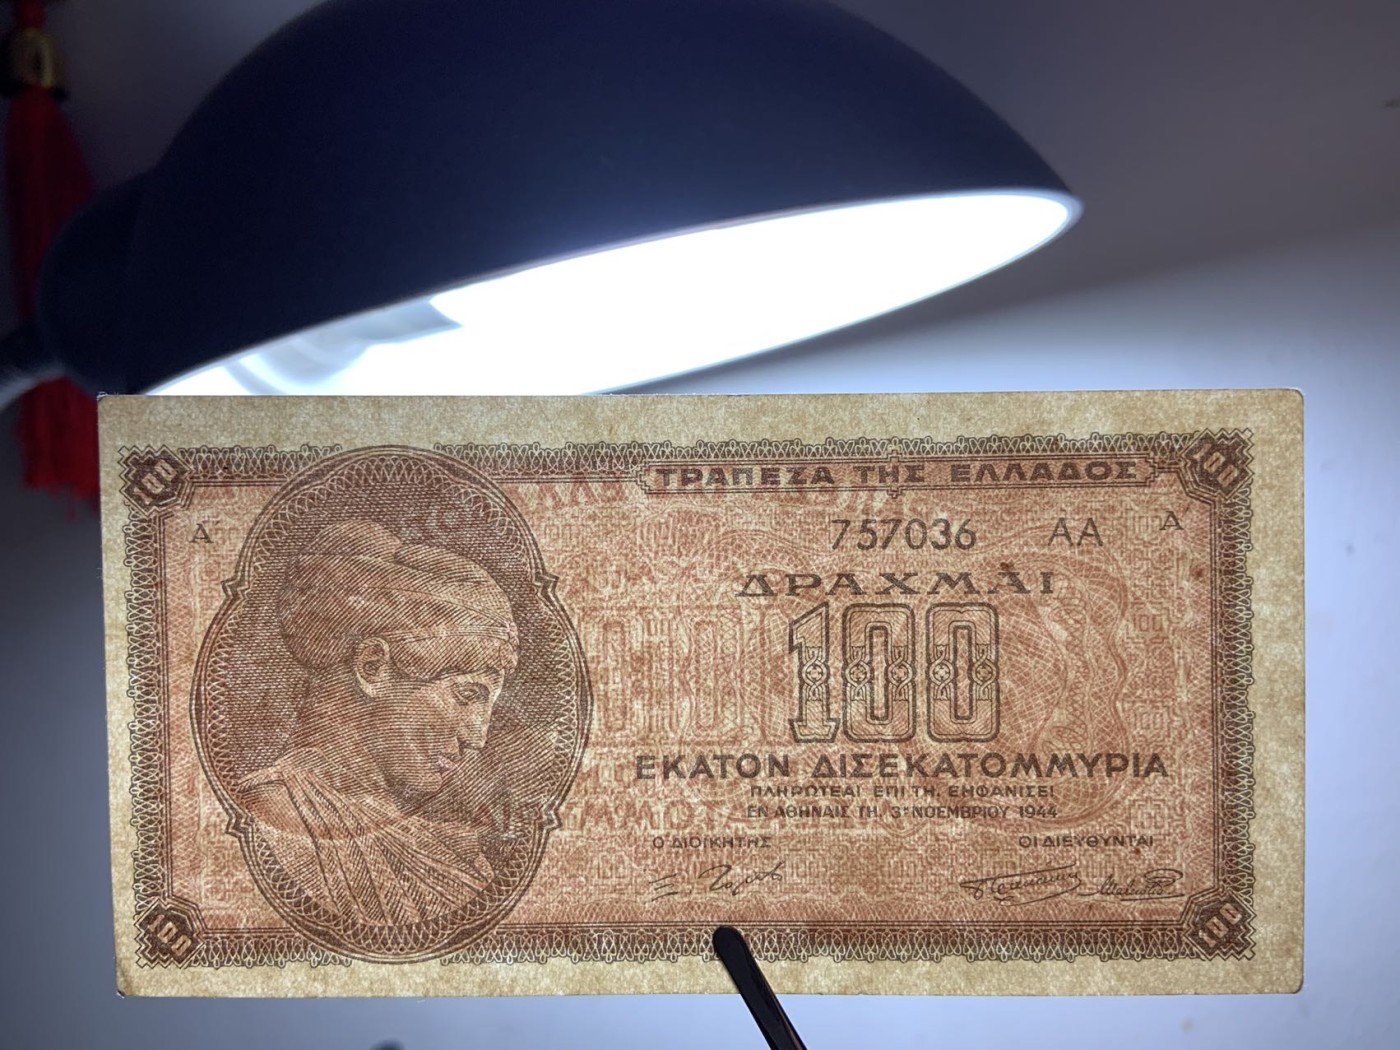 100
ΤΡΑΠΕΖΑ ΤΗΣ ΕΛΛΑΔΟΣ
100
Α
757036 ΑΑ Α
ΔΡΑΧΜΑΙ
100
ΕΚΑΤΟΝ ΔΙΣΕΚΑΤΟΜΜΥΡΙΑ
ΠΛΗΡΩΤΕΑΙ ΕΠΙ ΤΗ. ΕΜΦΑΝΙΣΕΙ
ΕΝ ΑΘΗΝΑΙΣ ΤΗ. 3ῃ ΝΟΕΜΒΡΙΟΥ 1944
Ο ΔΙΟΙΚΗΤΗΣ ΟΙ ΔΙΕΥΘΥΝΤΑΙ
100
100